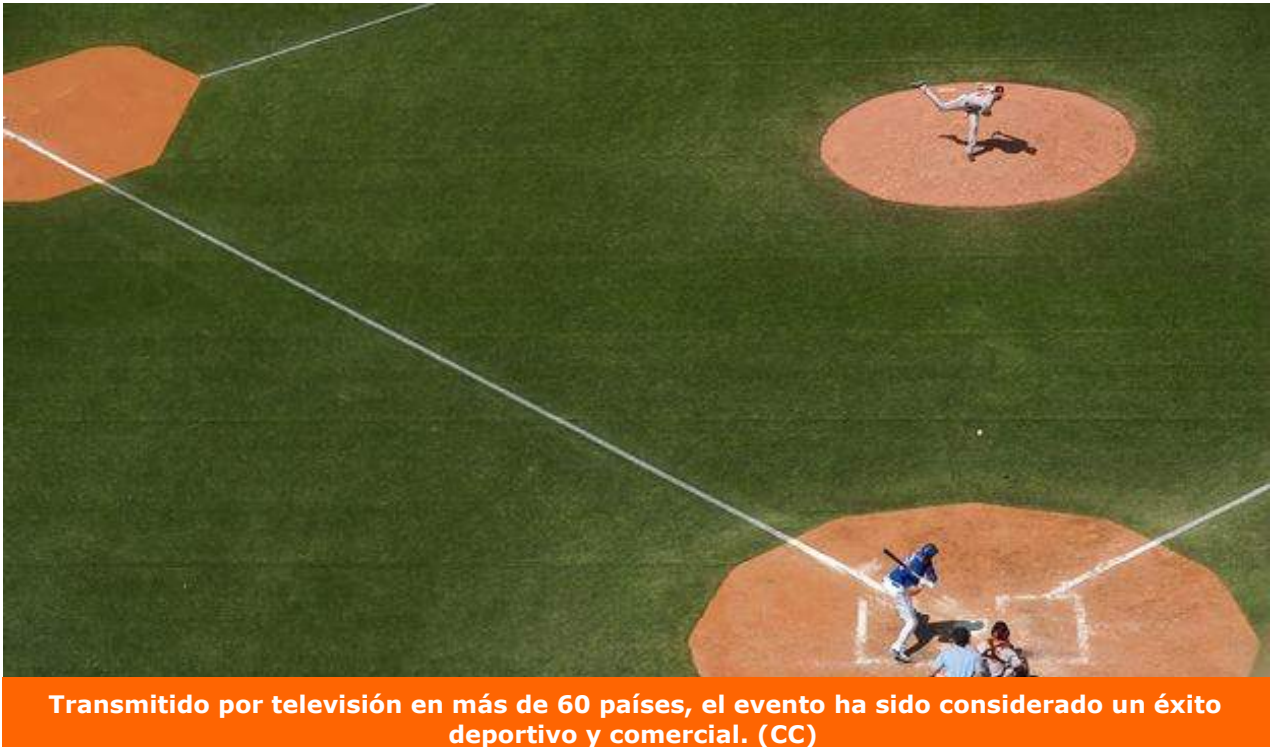 Transmitido por televisión en más de 60 países, el evento ha sido considerado un éxito
deportivo y comercial. (CC)